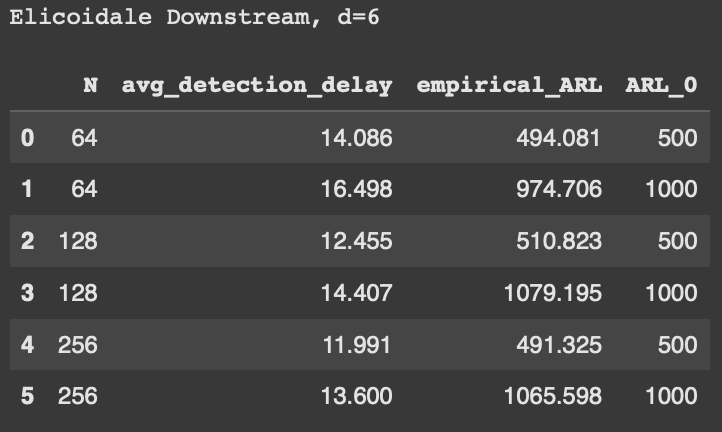 Elicoidale Downstream, d=6
N avg_detection_delay empirical_ARL ARL_0
0 64 14.086 494.081 500
1 64 16.498 974.706 1000
2 128 12.455 510.823 500
3 128 14.407 1079.195 1000
4 256 11.991 491.325 500
5 256 13.600 1065.598 1000